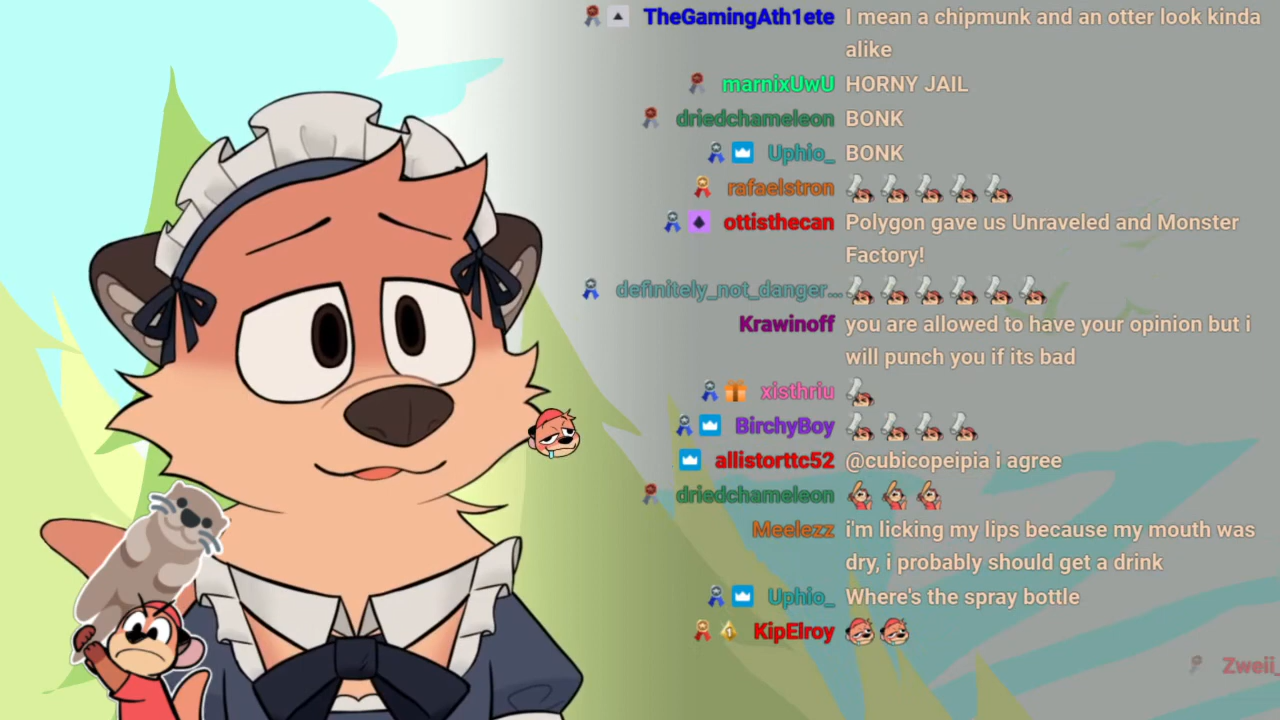 TheGamingAth1ete I mean a chipmunk and an otter look kinda
alike
marnixUwU HORNY JAIL
driedchameleon BONK
Uphio_ BONK
rafaelstron
ottisthecan Polygon gave us Unraveled and Monster
Factory!
definitely_not_danger...
Krawinoff you are allowed to have your opinion but i
will punch you if its bad
xisthriu
BirchyBoy
allistorttc52 @cubicopeipia i agree
driedchameleon
Meelezz i'm licking my lips because my mouth was
dry, i probably should get a drink
Uphio_ Where's the spray bottle
KipElroy
Zweii_